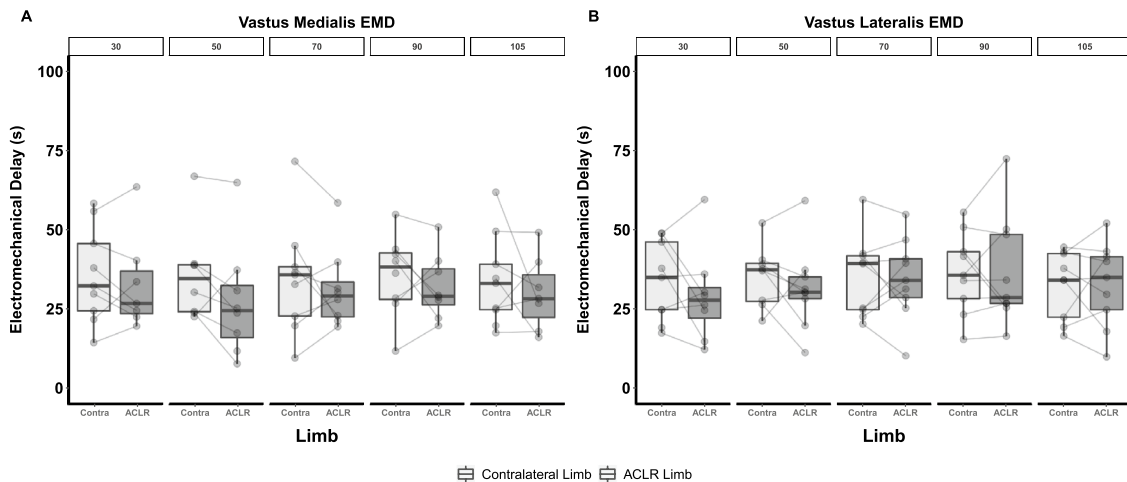 A
Vastus Medialis EMD
30 50 70 90 105
Electromechanical Delay (s)
100
75
50
25
0
Contra ACLR Contra ACLR Contra ACLR Contra ACLR Contra ACLR
Limb
B
Vastus Lateralis EMD
30 50 70 90 105
Electromechanical Delay (s)
100
75
50
25
0
Contra ACLR Contra ACLR Contra ACLR Contra ACLR Contra ACLR
Limb
Contralateral Limb ACLR Limb